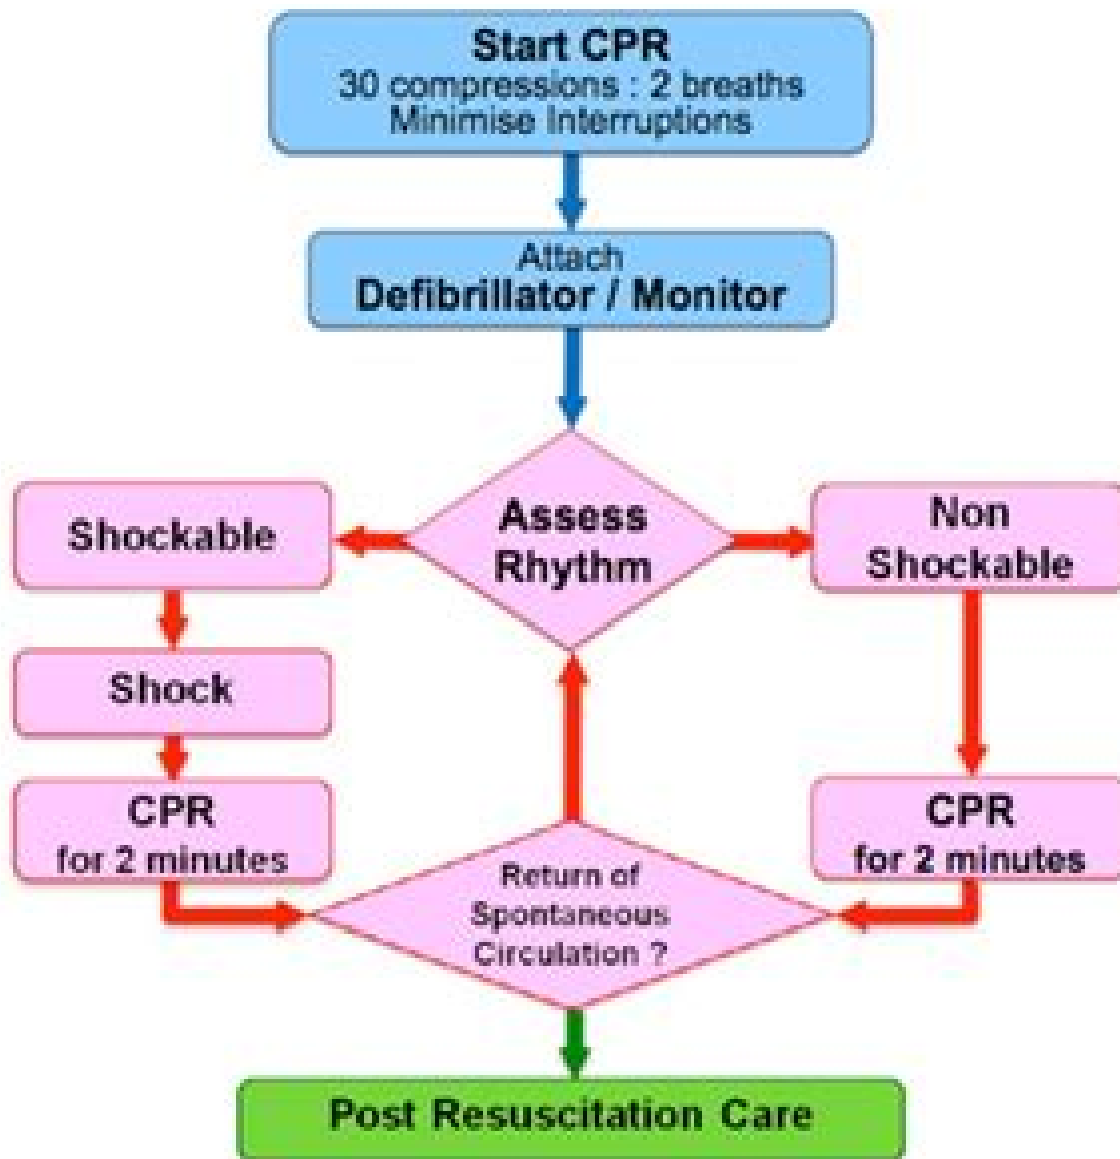 Start CPR
30 compressions : 2 breaths
Minimise Interruptions
Attach
Defibrillator / Monitor
Assess
Rhythm
Shockable
Non
Shockable
Shock
CPR
for 2 minutes
CPR
for 2 minutes
Return of
Spontaneous
Circulation ?
Post Resuscitation Care